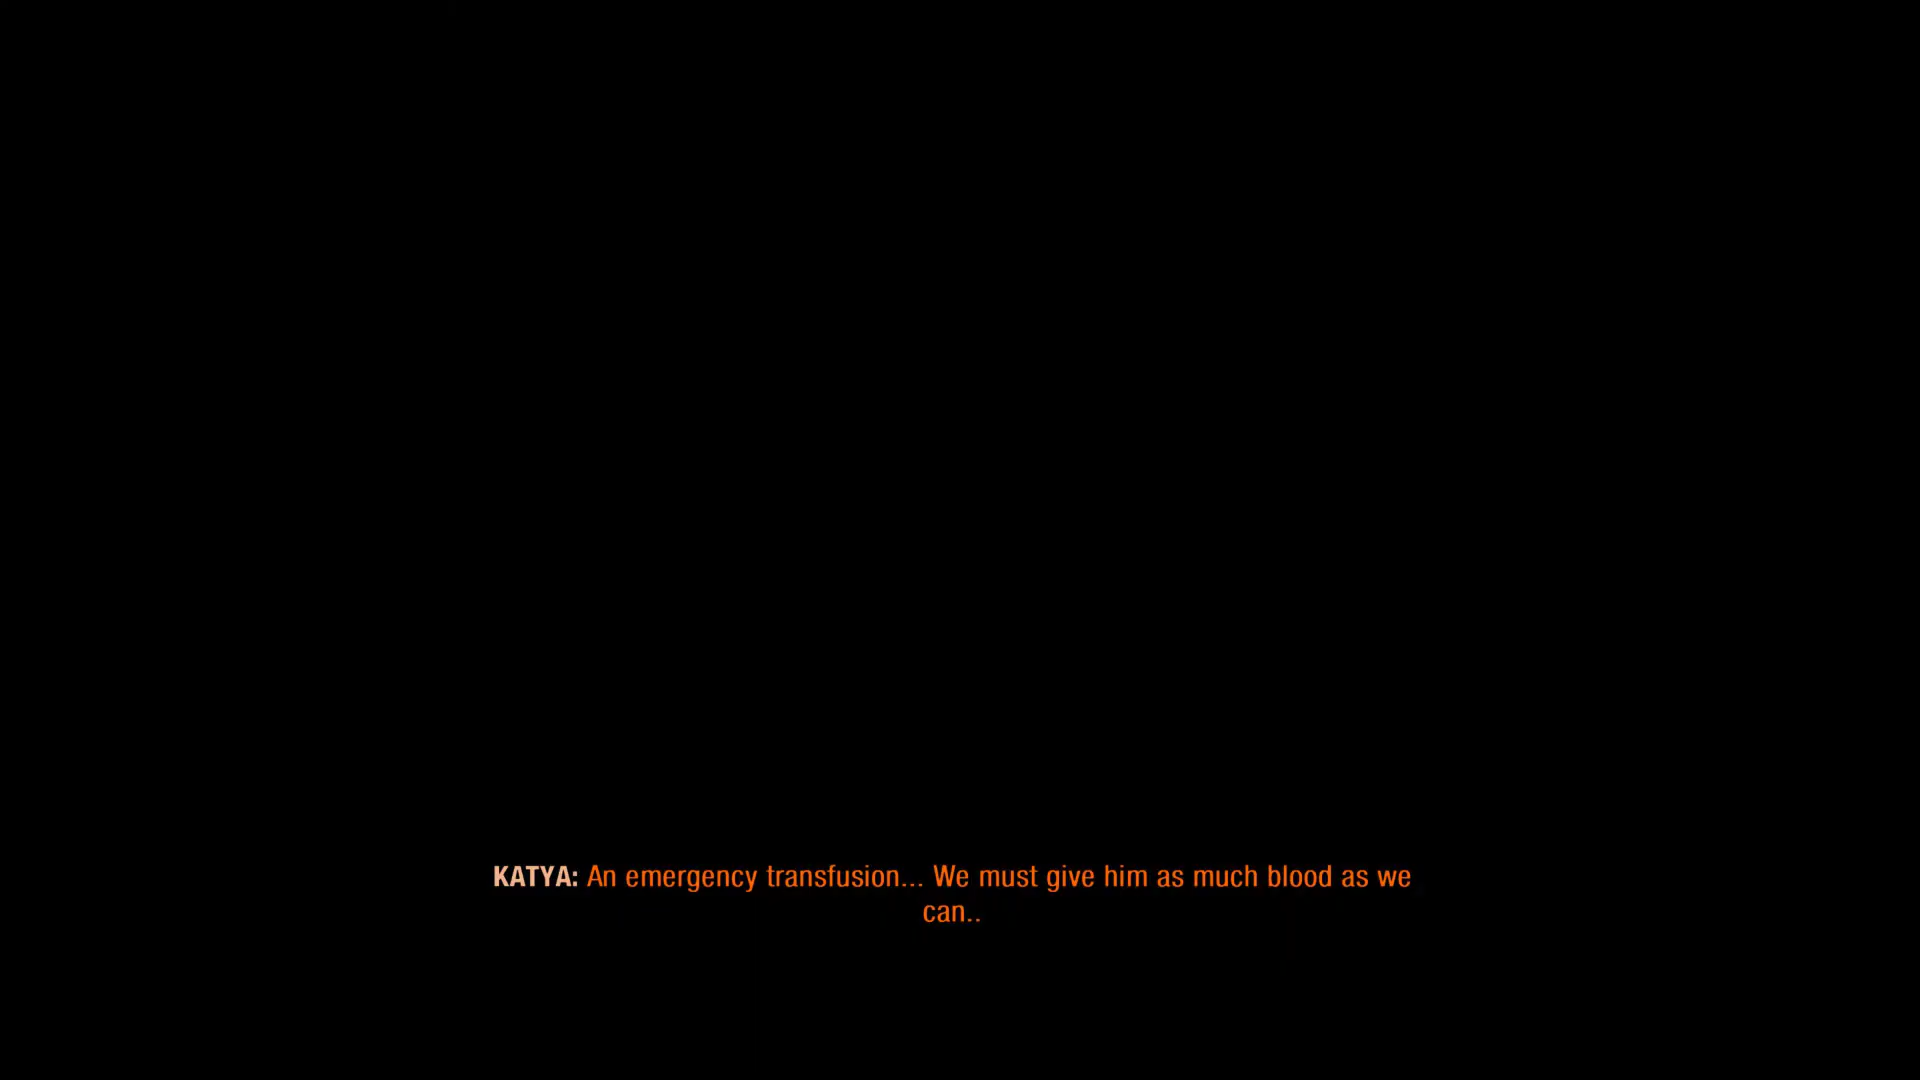 KATYA: An emergency transfusion... We must give him as much blood as we
can..